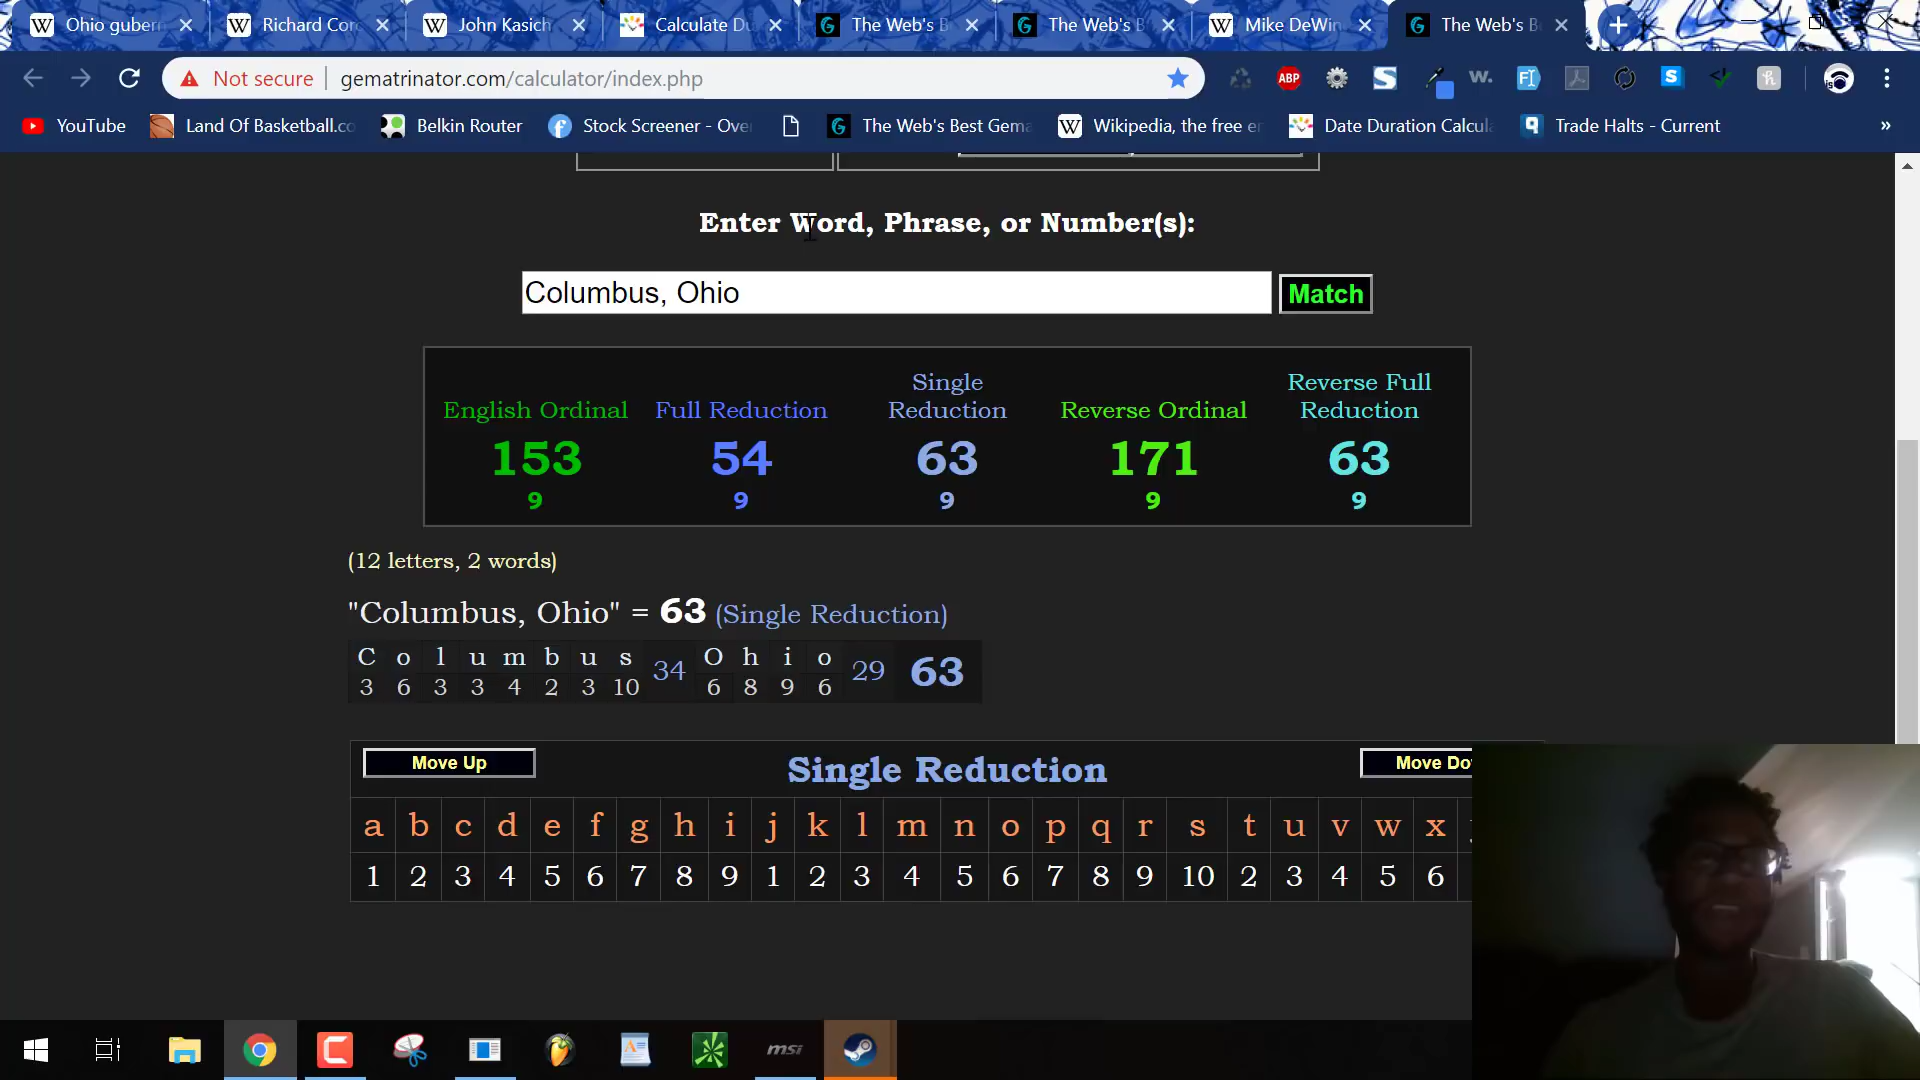 Ohio gubern
Richard Cord
John Kasich
Calculate Du
The Web's B
The Web's B
Mike DeWin
The Web's Be
Not secure
gematrinator.com/calculator/index.php
ABP
YouTube
Land Of Basketball.co
Belkin Router
Stock Screener - Over
The Web's Best Gema
Wikipedia, the free en
Date Duration Calcul
Trade Halts - Current
Enter Word, Phrase, or Number(s):
Columbus, Ohio
Match
English Ordinal
153
9
Full Reduction
54
9
Single Reduction
63
9
Reverse Ordinal
171
9
Reverse Full Reduction
63
9
(12 letters, 2 words)
"Columbus, Ohio" = 63 (Single Reduction)
C o l u m b u s 34 O h i o 29 63
3 6 3 3 4 2 3 10 6 8 9 6
Move Up
Single Reduction
Move Do
a b c d e f g h i j k l m n o p q r s t u v w x
1 2 3 4 5 6 7 8 9 1 2 3 4 5 6 7 8 9 10 2 3 4 5 6
msi